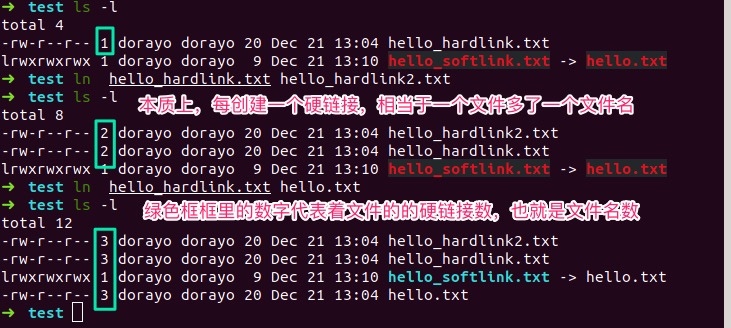 ➜  test ls -l
total 4
-rw-r--r-- 1 dorayo dorayo 20 Dec 21 13:04 hello_hardlink.txt
lrwxrwxrwx 1 dorayo dorayo  9 Dec 21 13:10 hello_softlink.txt -> hello.txt
➜  test ln  hello_hardlink.txt hello_hardlink2.txt
➜  test ls -l
本质上，每创建一个硬链接，相当于一个文件多了一个文件名
total 8
-rw-r--r-- 2 dorayo dorayo 20 Dec 21 13:04 hello_hardlink2.txt
-rw-r--r-- 2 dorayo dorayo 20 Dec 21 13:04 hello_hardlink.txt
lrwxrwxrwx 1 dorayo dorayo  9 Dec 21 13:10 hello_softlink.txt -> hello.txt
➜  test ln  hello_hardlink.txt hello.txt
➜  test ls -l
绿色框框里的数字代表着文件的的硬链接数，也就是文件名数
total 12
-rw-r--r-- 3 dorayo dorayo 20 Dec 21 13:04 hello_hardlink2.txt
-rw-r--r-- 3 dorayo dorayo 20 Dec 21 13:04 hello_hardlink.txt
lrwxrwxrwx 1 dorayo dorayo  9 Dec 21 13:10 hello_softlink.txt -> hello.txt
-rw-r--r-- 3 dorayo dorayo 20 Dec 21 13:04 hello.txt
➜  test